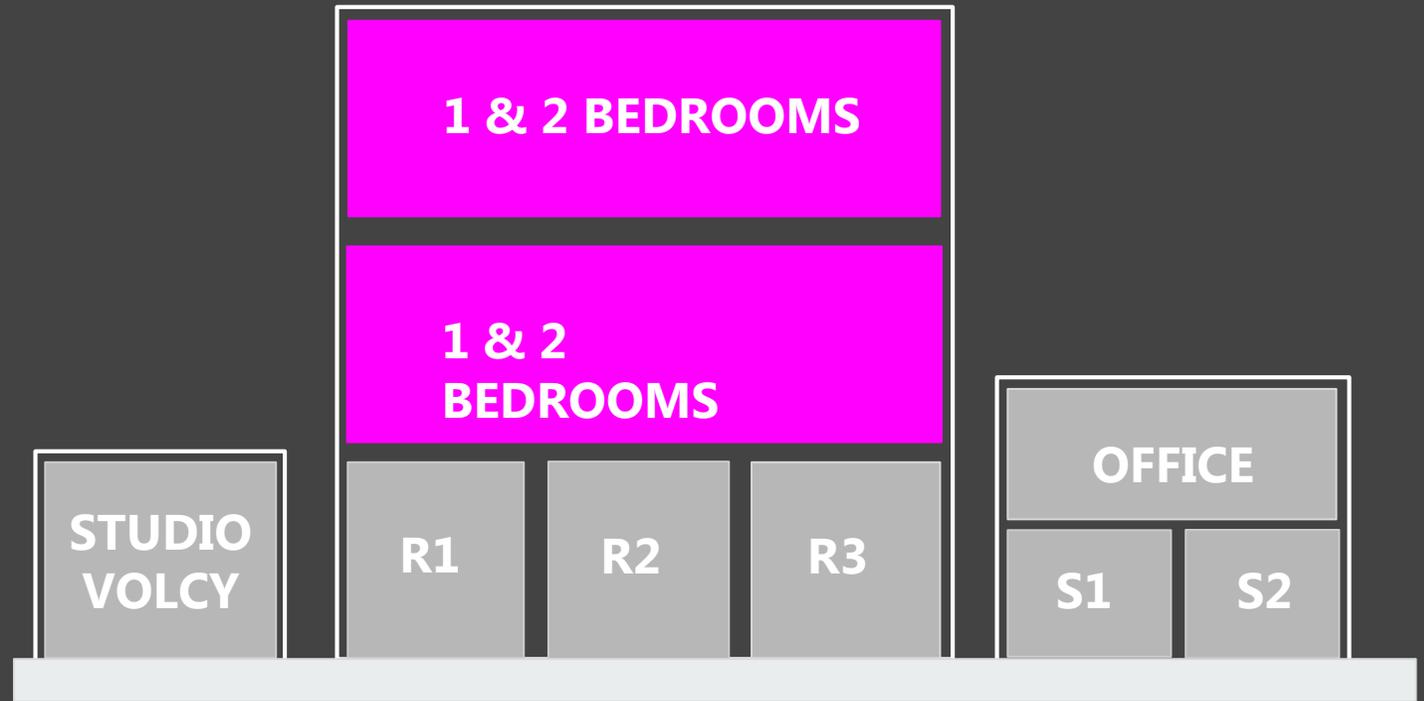 1 & 2 BEDROOMS
1 & 2
BEDROOMS
STUDIO
VOLCY
R1
R2
R3
OFFICE
S1
S2